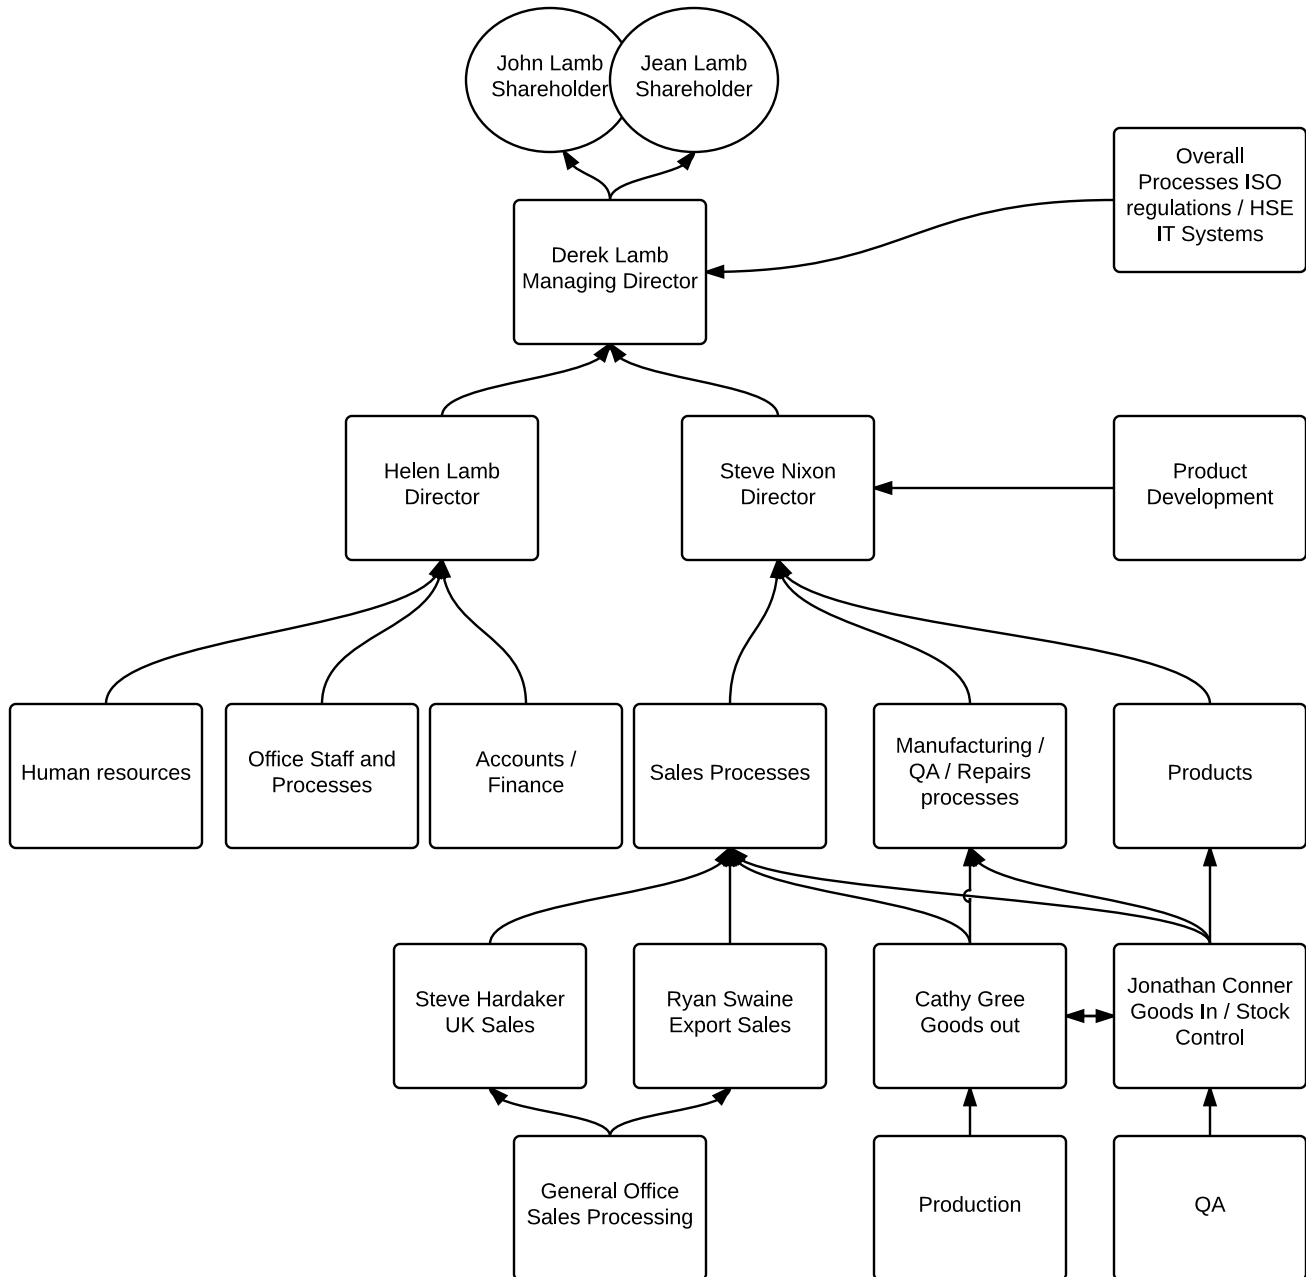 John Lamb
Shareholder
Jean Lamb
Shareholder
Overall
Processes ISO
regulations / HSE
IT Systems
Derek Lamb
Managing Director
Helen Lamb
Director
Steve Nixon
Director
Product
Development
Human resources
Office Staff and
Processes
Accounts /
Finance
Sales Processes
Manufacturing /
QA / Repairs
processes
Products
Steve Hardaker
UK Sales
Ryan Swaine
Export Sales
Cathy Gree
Goods out
Jonathan Conner
Goods In / Stock
Control
General Office
Sales Processing
Production
QA